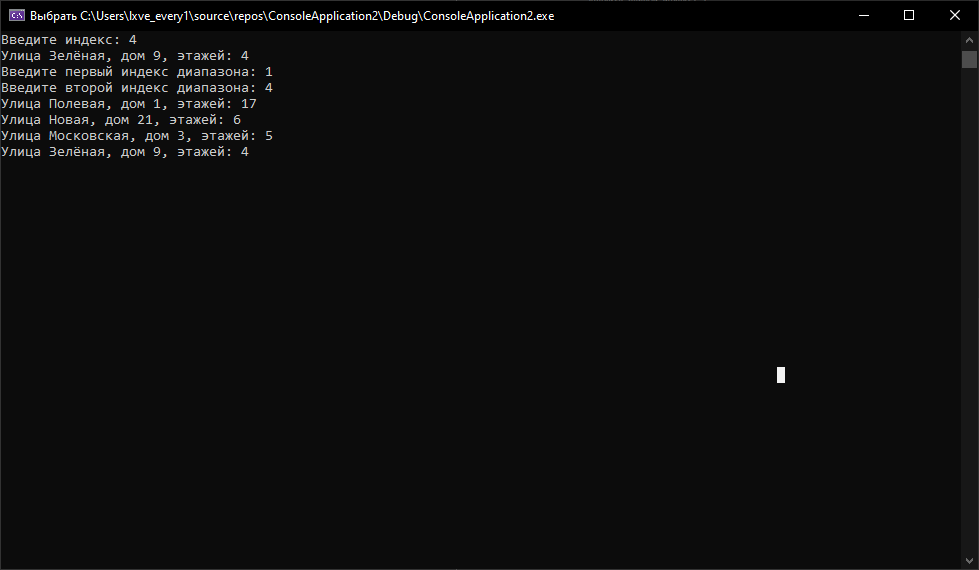 Выбрать C:\Users\lxve_every1\source\repos\ConsoleApplication2\Debug\ConsoleApplication2.exe
Введите индекс: 4
Улица Зелёная, дом 9, этажей: 4
Введите первый индекс диапазона: 1
Введите второй индекс диапазона: 4
Улица Полевая, дом 1, этажей: 17
Улица Новая, дом 21, этажей: 6
Улица Московская, дом 3, этажей: 5
Улица Зелёная, дом 9, этажей: 4